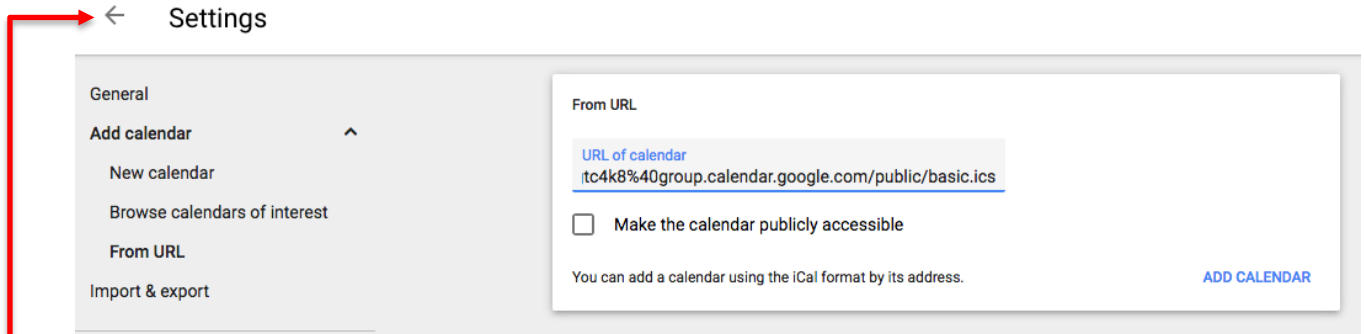 Settings
General
Add calendar
New calendar
Browse calendars of interest
From URL
Import & export
From URL
URL of calendar
tc4k8%40group.calendar.google.com/public/basic.ics
Make the calendar publicly accessible
You can add a calendar using the iCal format by its address.
ADD CALENDAR